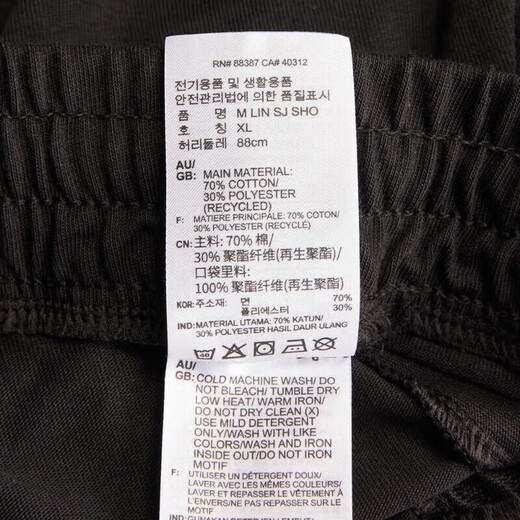 RN# 88387 CA# 40312
전기용품 및 생활용품
안전관리법에 의한 품질표시
품 명 M LIN SJ SHO
호 칭 XL
허리둘레 88cm
AU/
GB: MAIN MATERIAL:
70% COTTON/
30% POLYESTER
(RECYCLED)
F: MATIERE PRINCIPALE: 70% COTON/
30% POLYESTER (RECYCLÉ)
CN: 主料: 70% 棉/
30% 聚酯纤维(再生聚酯)/
口袋里料:
100% 聚酯纤维(再生聚酯)
KOR: 주소재: 면 70%
폴리에스터 30%
IND: MATERIAL UTAMA: 70% KATUN/
30% POLYESTER HASIL DAUR ULANG
40
AU/
GB: COLD MACHINE WASH/ DO
NOT BLEACH/ TUMBLE DRY
LOW HEAT/ WARM IRON/
DO NOT DRY CLEAN (X)
USE MILD DETERGENT
ONLY/WASH WITH LIKE
COLORS/WASH AND IRON
INSIDE OUT/DO NOT IRON
MOTIF
F: UTILISER UN DÉTERGENT DOUX/
LAVER AVEC LES MÊMES COULEURS/
LAVER ET REPASSER LE VÊTEMENT À
L'ENVERS/ NE PAS REPASSER LE
MOTIF